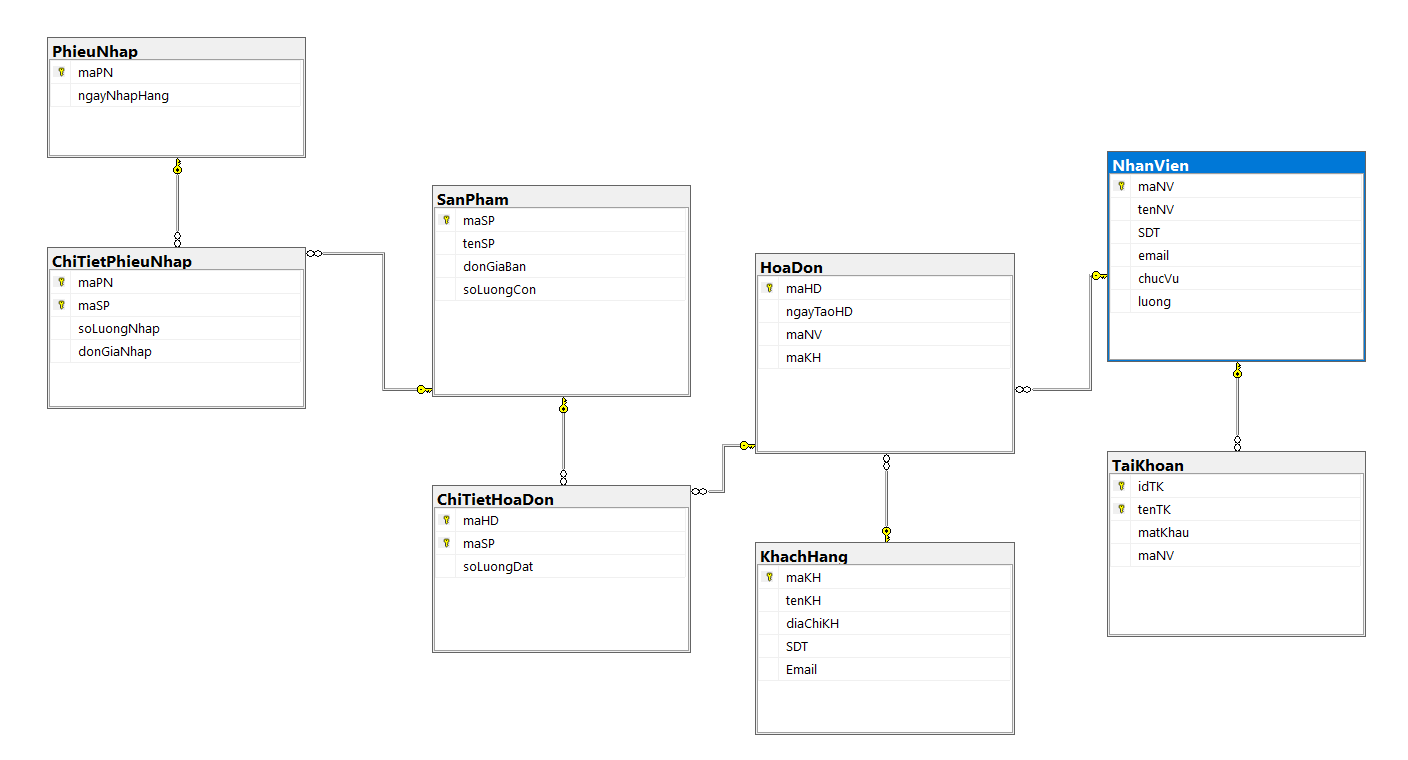 PhieuNhap
maPN
ngayNhapHang
ChiTietPhieuNhap
maPN
maSP
soLuongNhap
donGiaNhap
SanPham
maSP
tenSP
donGiaBan
soLuongCon
ChiTietHoaDon
maHD
maSP
soLuongDat
HoaDon
maHD
ngayTaoHD
maNV
maKH
KhachHang
maKH
tenKH
diaChiKH
SDT
Email
NhanVien
maNV
tenNV
SDT
email
chucVu
luong
TaiKhoan
idTK
tenTK
matKhau
maNV